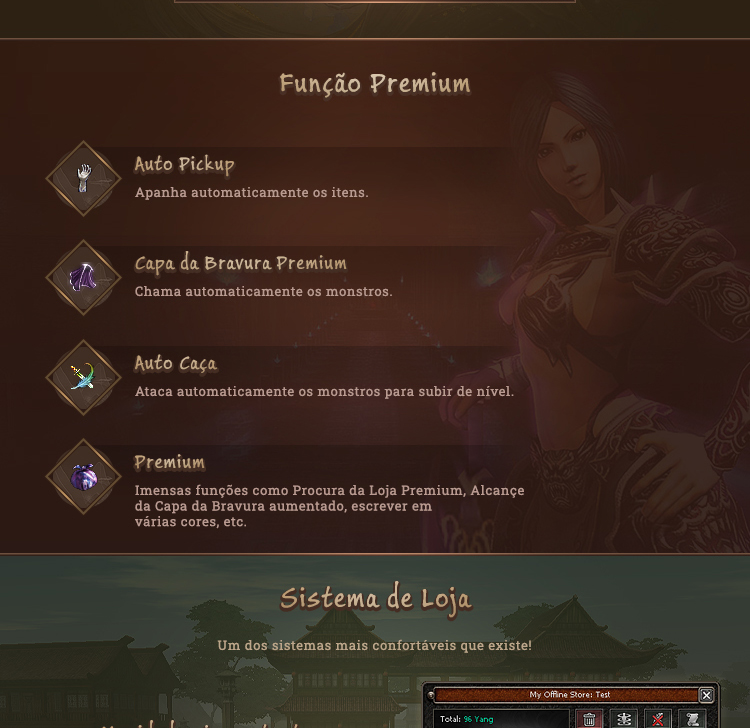 Função Premium
Auto Pickup
Apanha automaticamente os itens.
Capa da Bravura Premium
Chama automaticamente os monstros.
Auto Caça
Ataca automaticamente os monstros para subir de nível.
Premium
Imensas funções como Procura da Loja Premium, Alcançe
da Capa da Bravura aumentado, escrever em
várias cores, etc.
Sistema de Loja
Um dos sistemas mais confortáveis que existe!
My Offline Store: Test
Total: 96 Yang